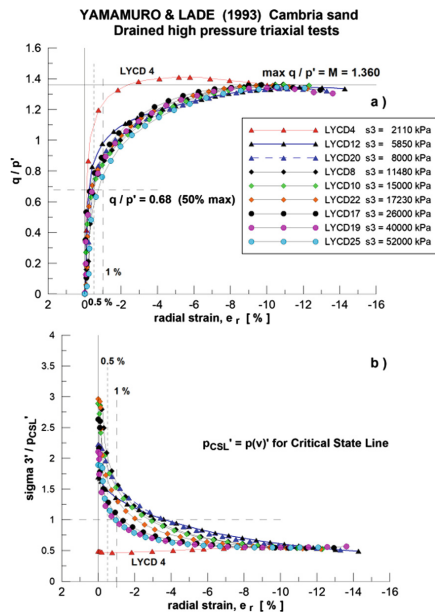 YAMAMURO & LADE (1993) Cambria sand
Drained high pressure triaxial tests
1.6
LYCD 4
max q / p' = M = 1.360
1.4
a )
1.2
LYCD4 s3 = 2110 kPa
LYCD12 s3 = 5850 kPa
1
LYCD20 s3 = 8000 kPa
LYCD8 s3 = 11480 kPa
q / p'
0.8
LYCD10 s3 = 15000 kPa
LYCD22 s3 = 17230 kPa
0.6
q / p' = 0.68 (50% max)
LYCD17 s3 = 26000 kPa
LYCD19 s3 = 40000 kPa
0.4
LYCD25 s3 = 52000 kPa
0.2
1 %
0
0.5 %
2 0 -2 -4 -6 -8 -10 -12 -14 -16
radial strain, e r [ % ]
4
0.5 %
b )
3.5
1 %
3
2.5
sigma 3' / pCSL'
2
pCSL' = p(v)' for Critical State Line
1.5
1
0.5
LYCD 4
0
2 0 -2 -4 -6 -8 -10 -12 -14 -16
radial strain, e r [ % ]